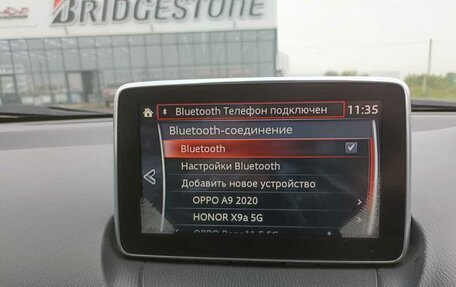 BRIDGESTONE
Bluetooth Телефон подключен 11:35
Bluetooth-соединение
Bluetooth
Настройки Bluetooth
Добавить новое устройство
OPPO A9 2020
HONOR X9a 5G